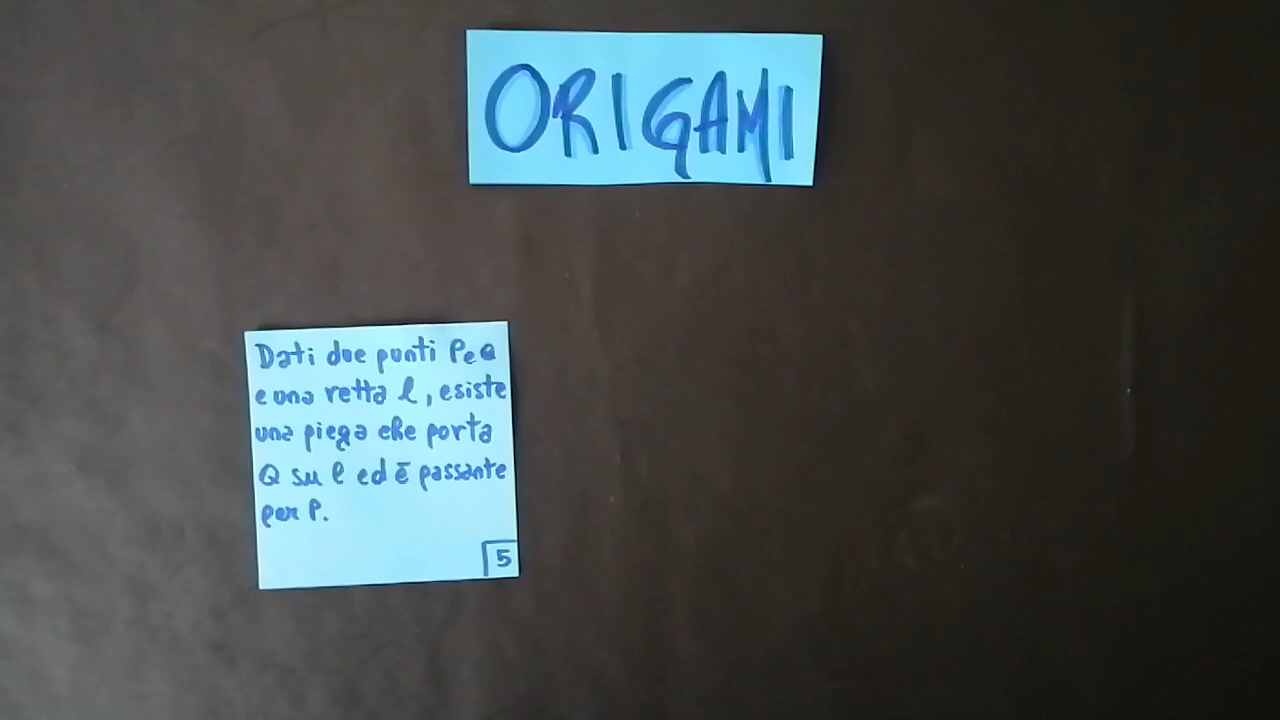 ORIGAMI
Dati due punti P e Q
e una retta l, esiste
una piega che porta
Q su l ed è passante
per P.
5